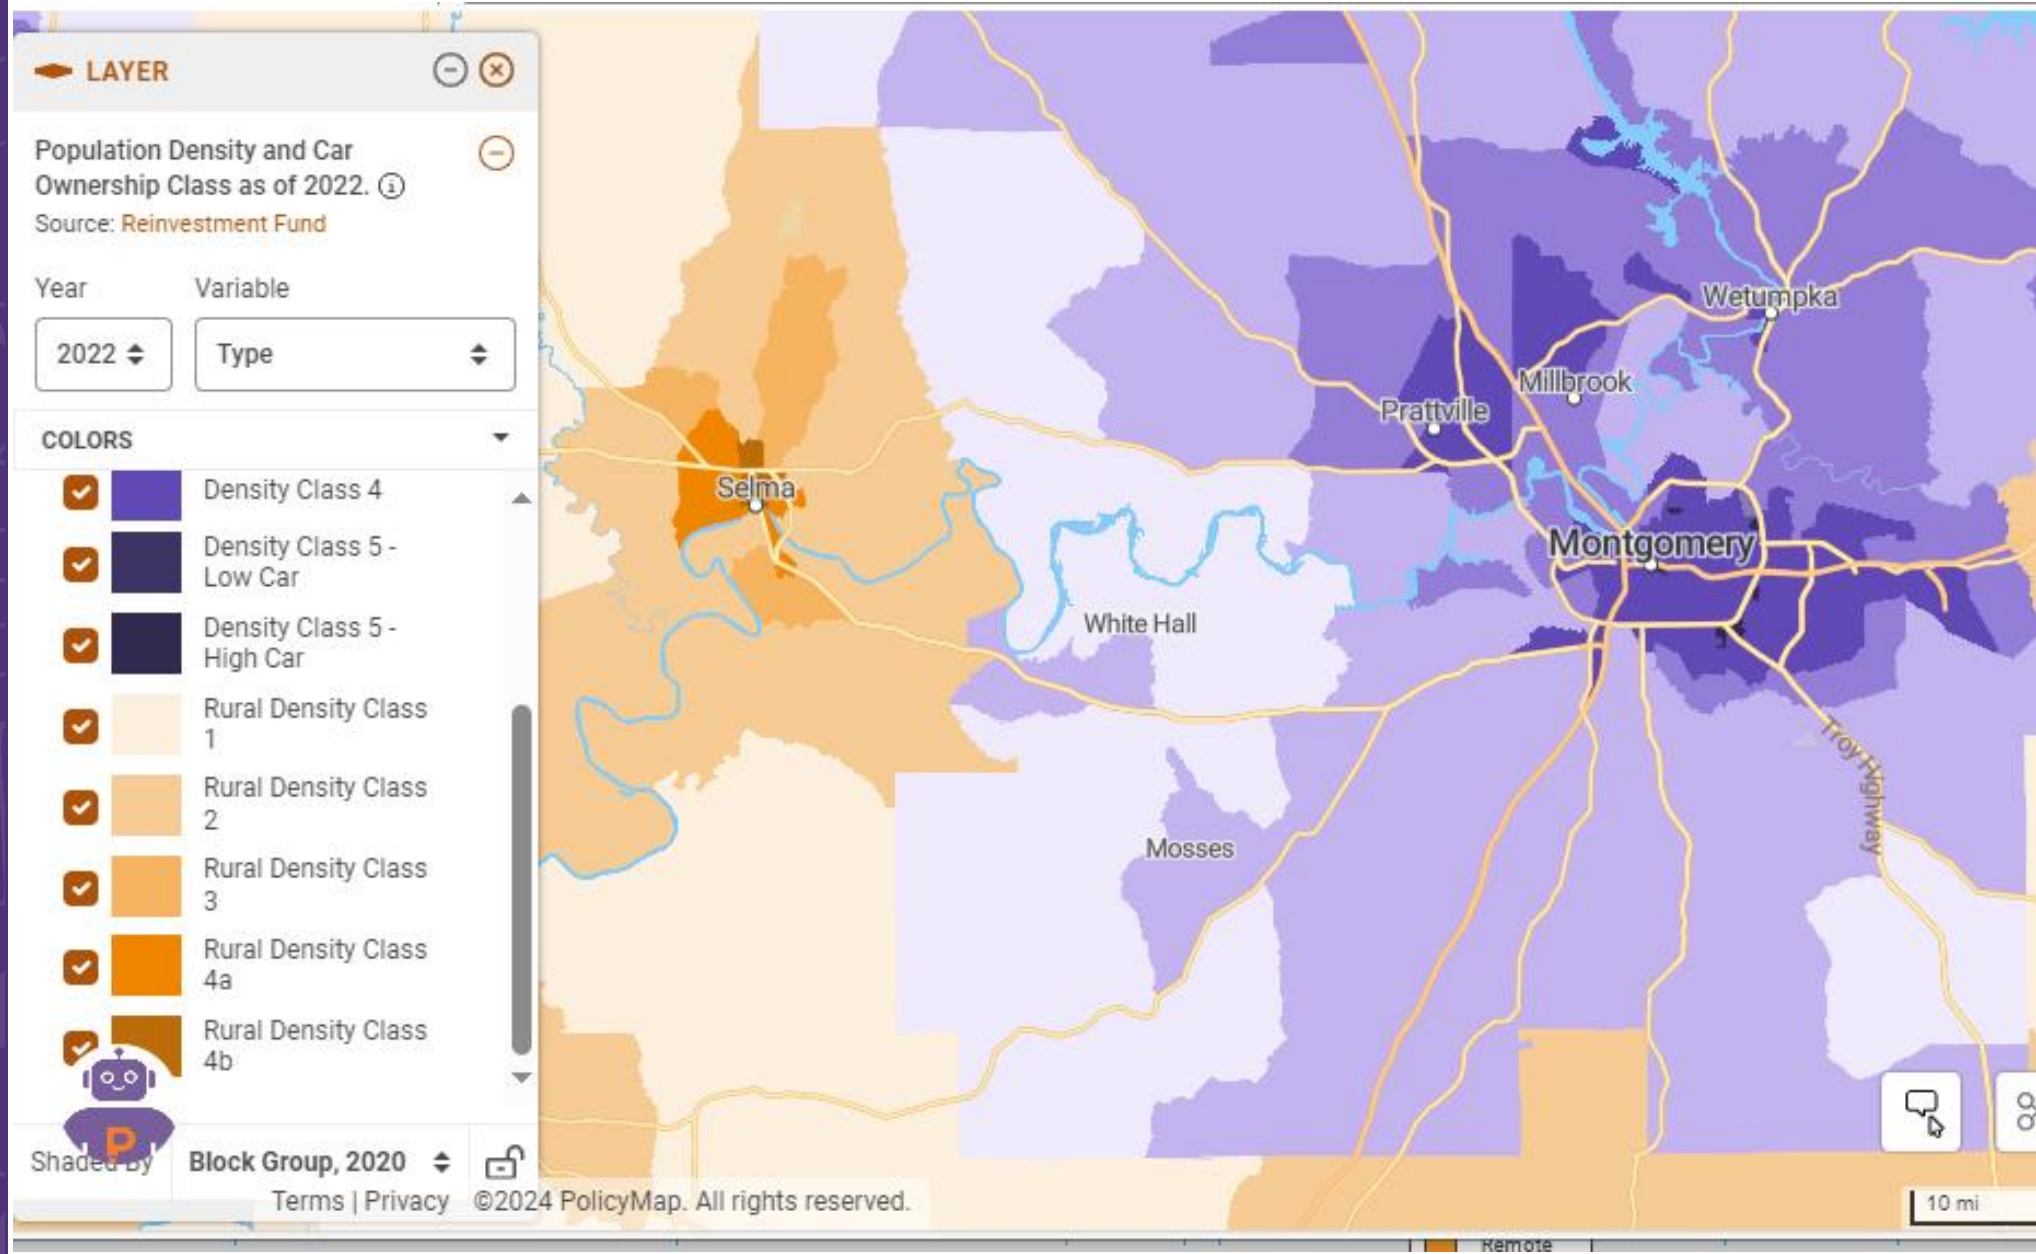 LAYER
Population Density and Car
Ownership Class as of 2022.
Source: Reinvestment Fund
Year
Variable
2022
Type
COLORS
Density Class 4
Density Class 5 -
Low Car
Density Class 5 -
High Car
Rural Density Class
1
Rural Density Class
2
Rural Density Class
3
Rural Density Class
4a
Rural Density Class
4b
P
Shaded By
Block Group, 2020
Terms | Privacy ©2024 PolicyMap. All rights reserved.
Wetumpka
Millbrook
Prattville
Selma
Montgomery
White Hall
Troy Highway
Mosses
10 mi
Remote